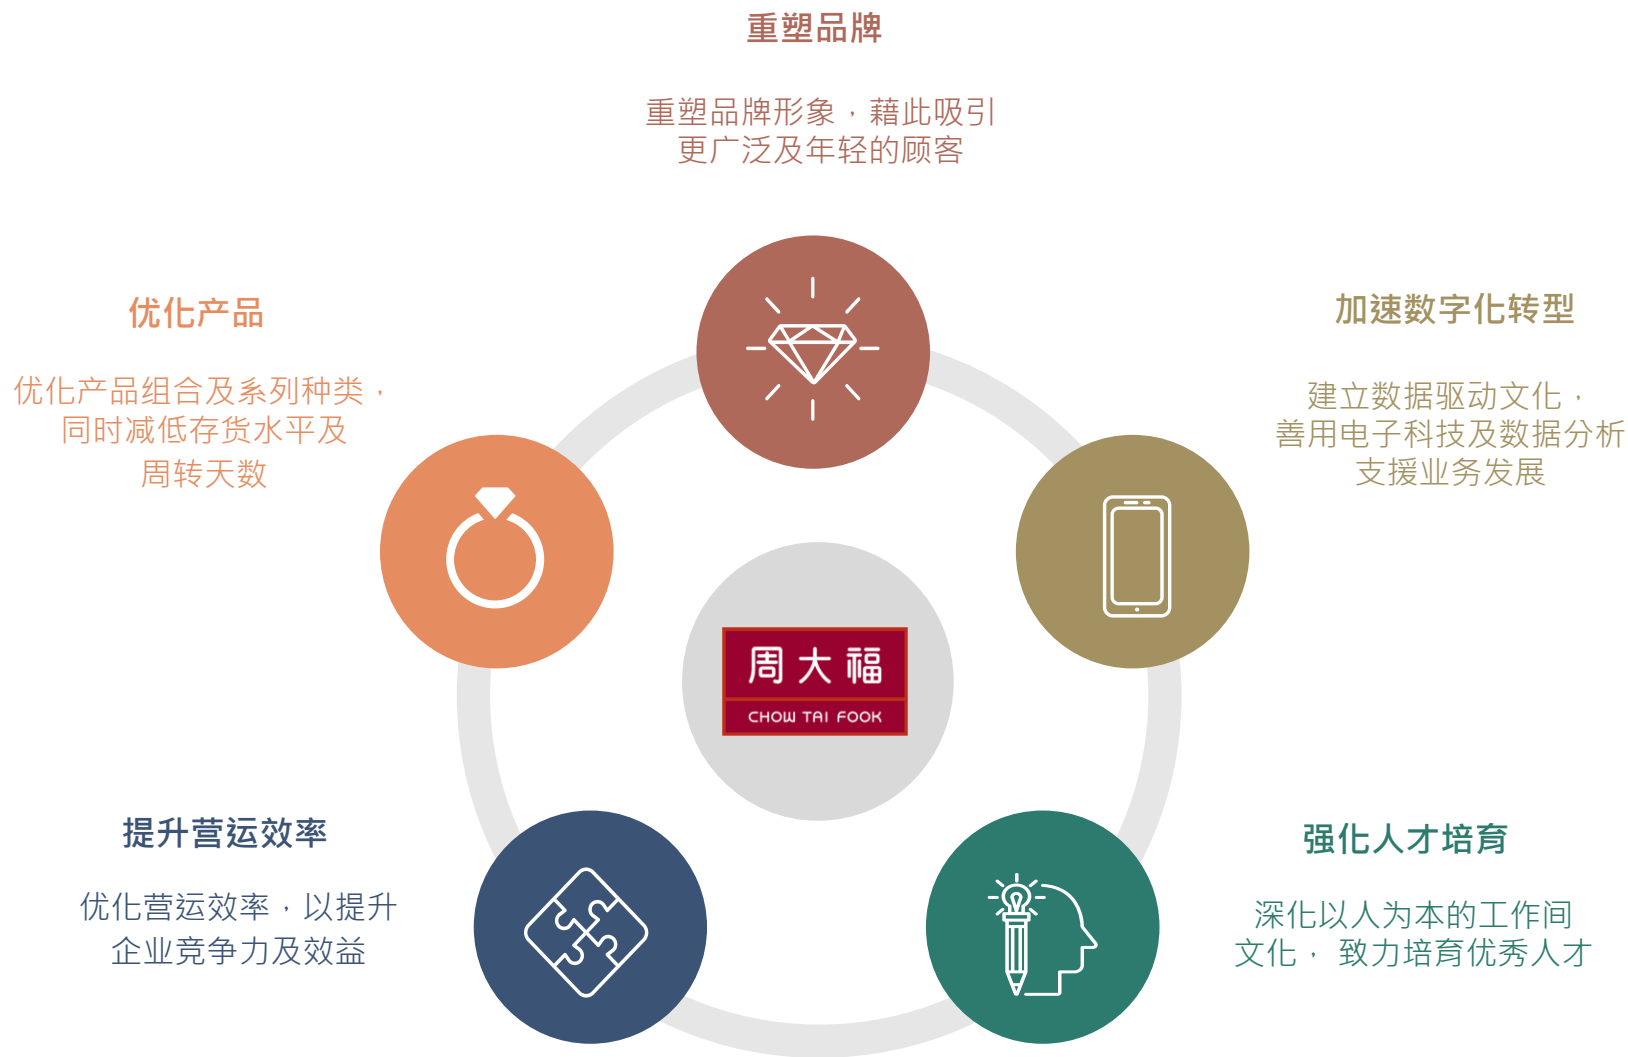 重塑品牌
重塑品牌形象，藉此吸引
更广泛及年轻的顾客
优化产品
优化产品组合及系列种类，
同时减低存货水平及
周转天数
加速数字化转型
建立数据驱动文化，
善用电子科技及数据分析
支援业务发展
周大福
CHOW TAI FOOK
提升营运效率
优化营运效率，以提升
企业竞争力及效益
强化人才培育
深化以人为本的工作间
文化， 致力培育优秀人才